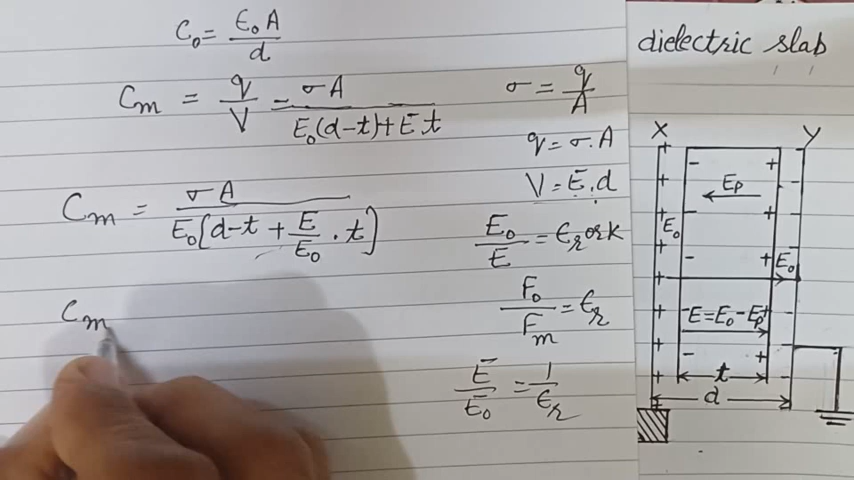 C₀ = ε₀A/d
Cm = q/V = σA/(E₀(d-t)+E t)
Cm = σA/(E₀[d-t + E/E₀ . t])
Cm
σ = q/A
q = σ.A
V = E.d
E₀/E = εr or K
F₀/Fm = εr
E/E₀ = 1/εr
dielectric slab
X Y
+ - + -
+ Ep -
+ - + -
E₀
+ - + E₀ -
+
+ - E=E₀-Ep +
+ - + -
+ t -
d